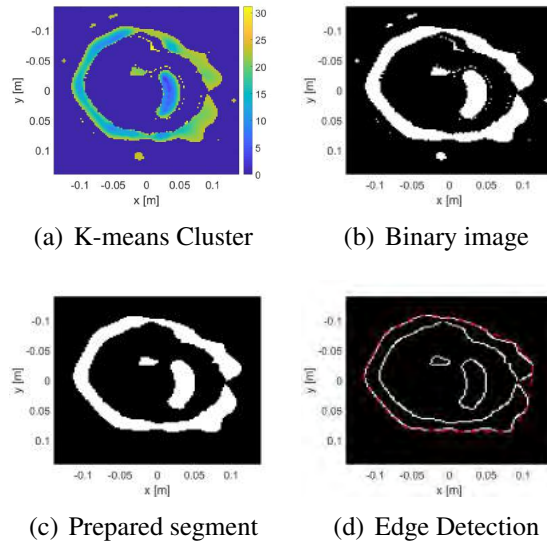 -0.1
-0.05
0
0.05
0.1
y [m]
-0.1 -0.05 0 0.05 0.1
x [m]
30
25
20
15
10
5
0
(a) K-means Cluster
-0.1
-0.05
0
0.05
0.1
y [m]
-0.1 -0.05 0 0.05 0.1
x [m]
(b) Binary image
-0.1
-0.05
0
0.05
0.1
y [m]
-0.1 -0.05 0 0.05 0.1
x [m]
(c) Prepared segment
-0.1
-0.05
0
0.05
0.1
y [m]
-0.1 -0.05 0 0.05 0.1
x [m]
(d) Edge Detection